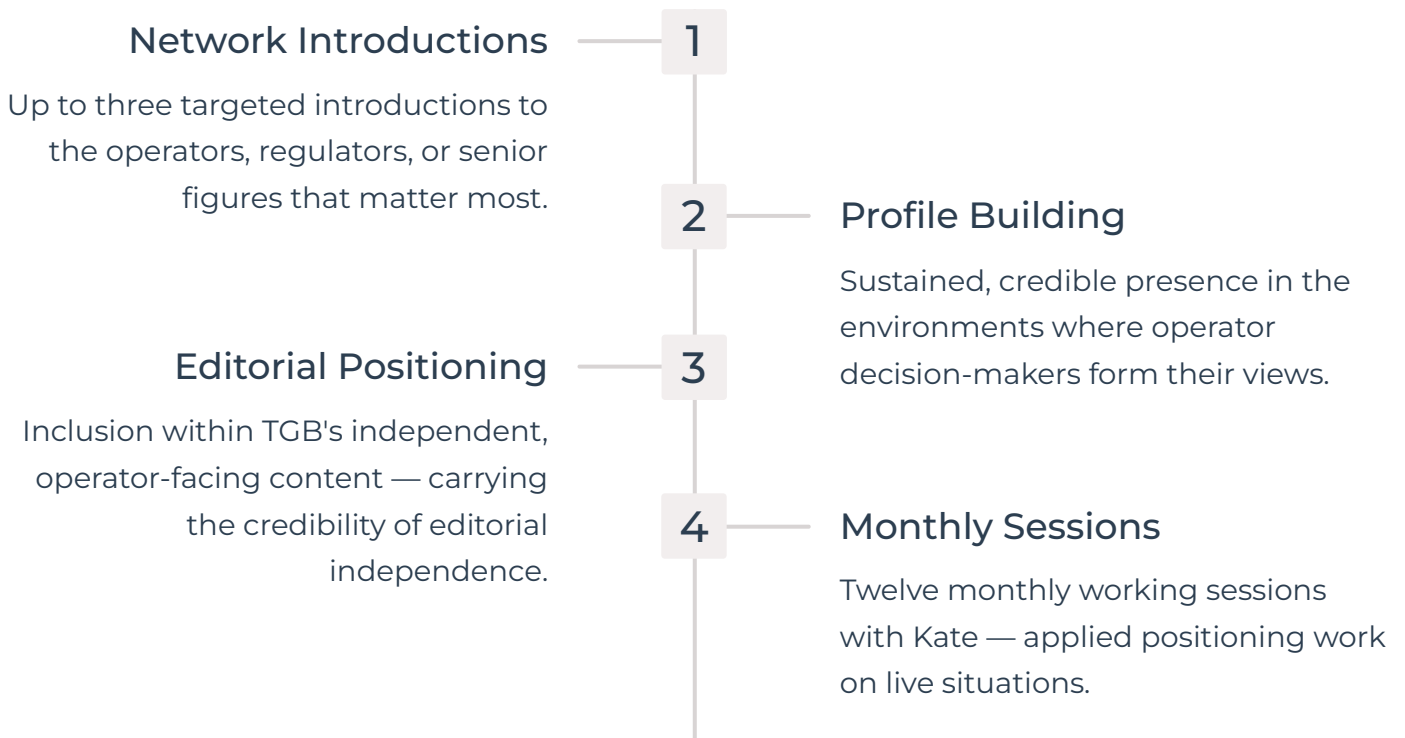 1
Network Introductions
Up to three targeted introductions to
the operators, regulators, or senior
figures that matter most.
2
Profile Building
Sustained, credible presence in the
environments where operator
decision-makers form their views.
3
Editorial Positioning
Inclusion within TGB's independent,
operator-facing content — carrying
the credibility of editorial
independence.
4
Monthly Sessions
Twelve monthly working sessions
with Kate — applied positioning work
on live situations.